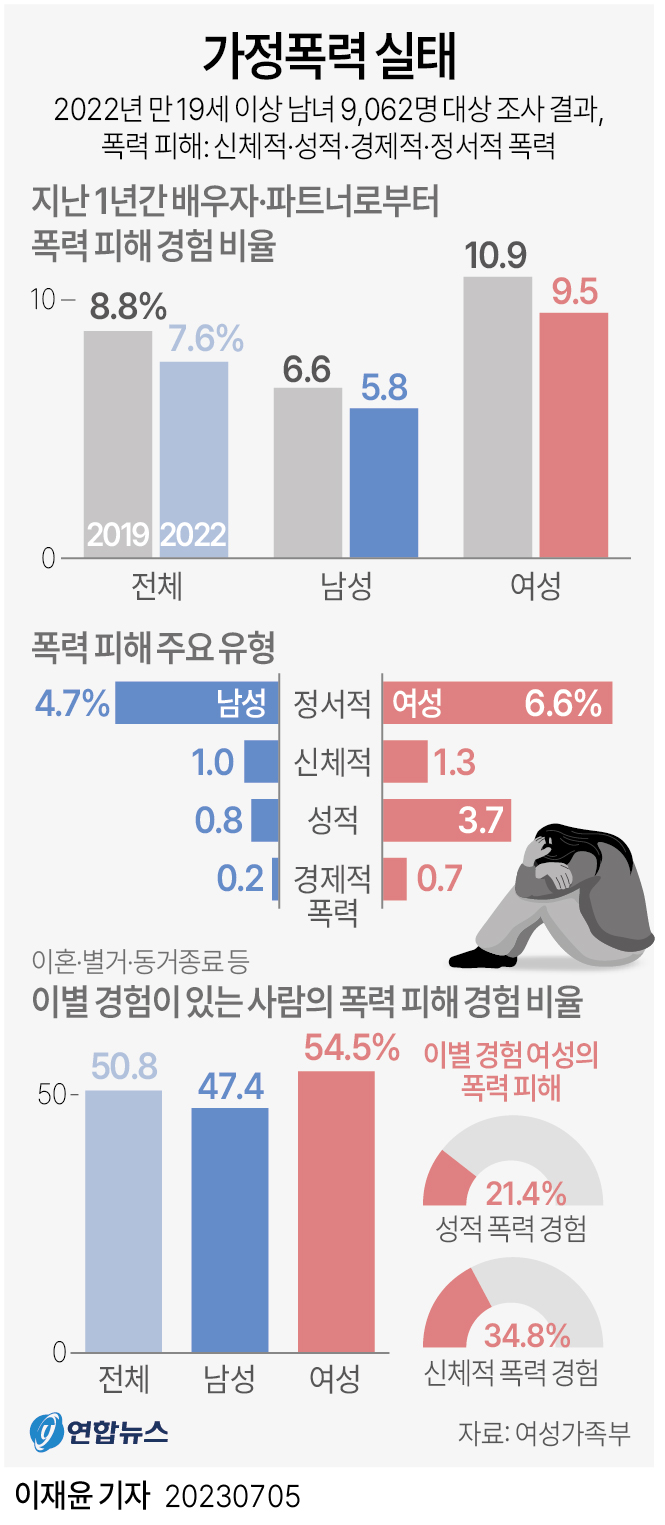 가정폭력 실태
2022년 만 19세 이상 남녀 9,062명 대상 조사 결과,
폭력 피해: 신체적·성적·경제적·정서적 폭력
지난 1년간 배우자·파트너로부터
폭력 피해 경험 비율
10
8.8%
7.6%
6.6
5.8
10.9
9.5
2019 2022
0
전체 남성 여성
폭력 피해 주요 유형
4.7% 남성 정서적 여성 6.6%
1.0 신체적 1.3
0.8 성적 3.7
0.2 경제적 0.7
폭력
이혼·별거·동거종료 등
이별 경험이 있는 사람의 폭력 피해 경험 비율
50
50.8
47.4
54.5%
0
전체 남성 여성
이별 경험 여성의
폭력 피해
21.4%
성적 폭력 경험
34.8%
신체적 폭력 경험
y 연합뉴스
자료: 여성가족부
이재윤 기자 20230705